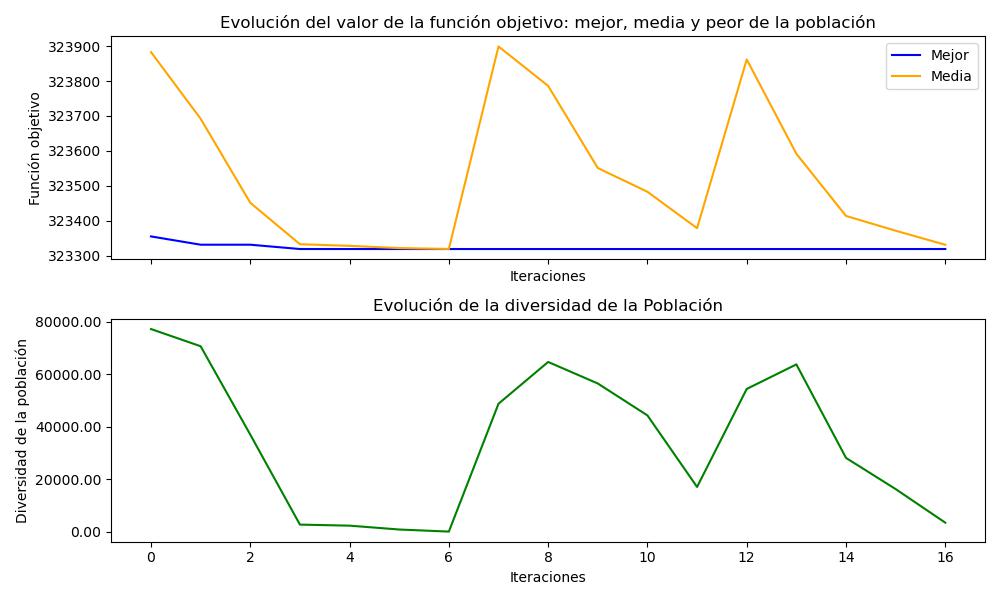 Evolución del valor de la función objetivo: mejor, media y peor de la población
323900
323800
323700
323600
323500
323400
323300
Función objetivo
Mejor
Media
Iteraciones
Evolución de la diversidad de la Población
80000.00
60000.00
40000.00
20000.00
0.00
Diversidad de la población
0 2 4 6 8 10 12 14 16
Iteraciones